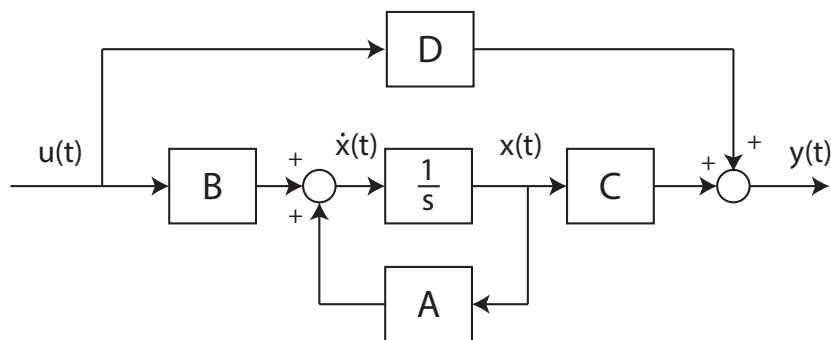 D
u(t)
B
+
+
ẋ(t)
1
s
x(t)
C
+
+
y(t)
A